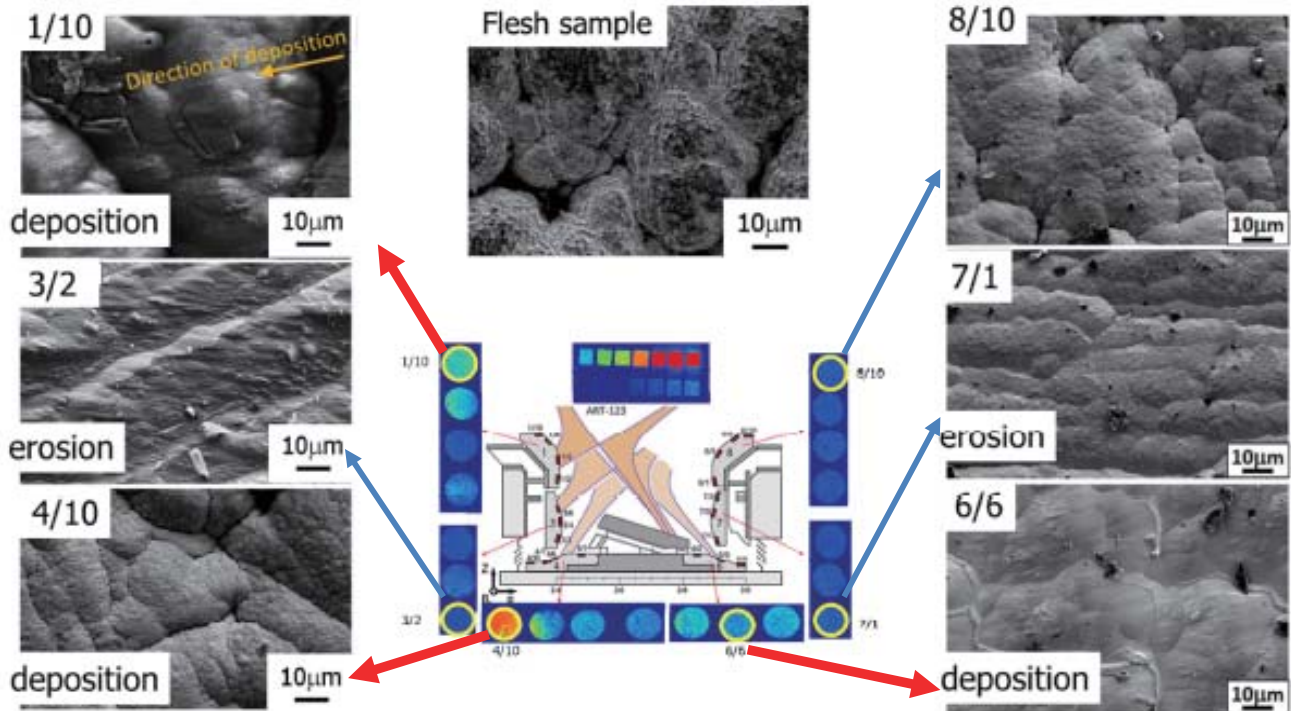 1/10
Direction of deposition
deposition
10µm
Flesh sample
10µm
8/10
10µm
3/2
erosion
10µm
7/1
erosion
10µm
4/10
deposition
10µm
6/6
deposition
10µm
1/10
8/10
ART-123
3/2
7/1
4/10
6/6